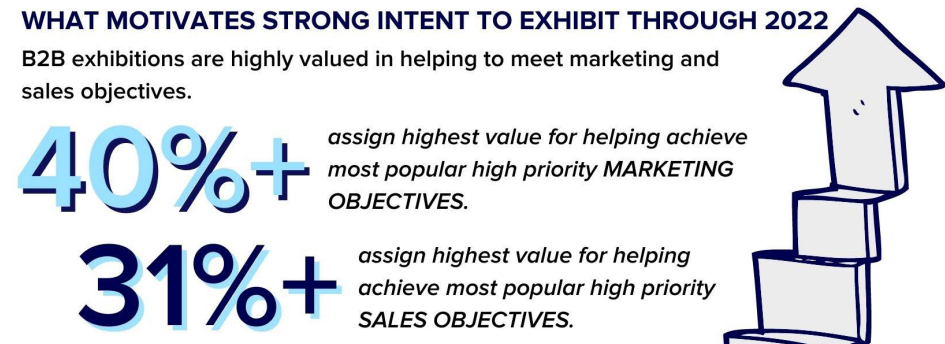 WHAT MOTIVATES STRONG INTENT TO EXHIBIT THROUGH 2022
B2B exhibitions are highly valued in helping to meet marketing and
sales objectives.
40%+
assign highest value for helping achieve
most popular high priority MARKETING
OBJECTIVES.
31%+
assign highest value for helping
achieve most popular high priority
SALES OBJECTIVES.